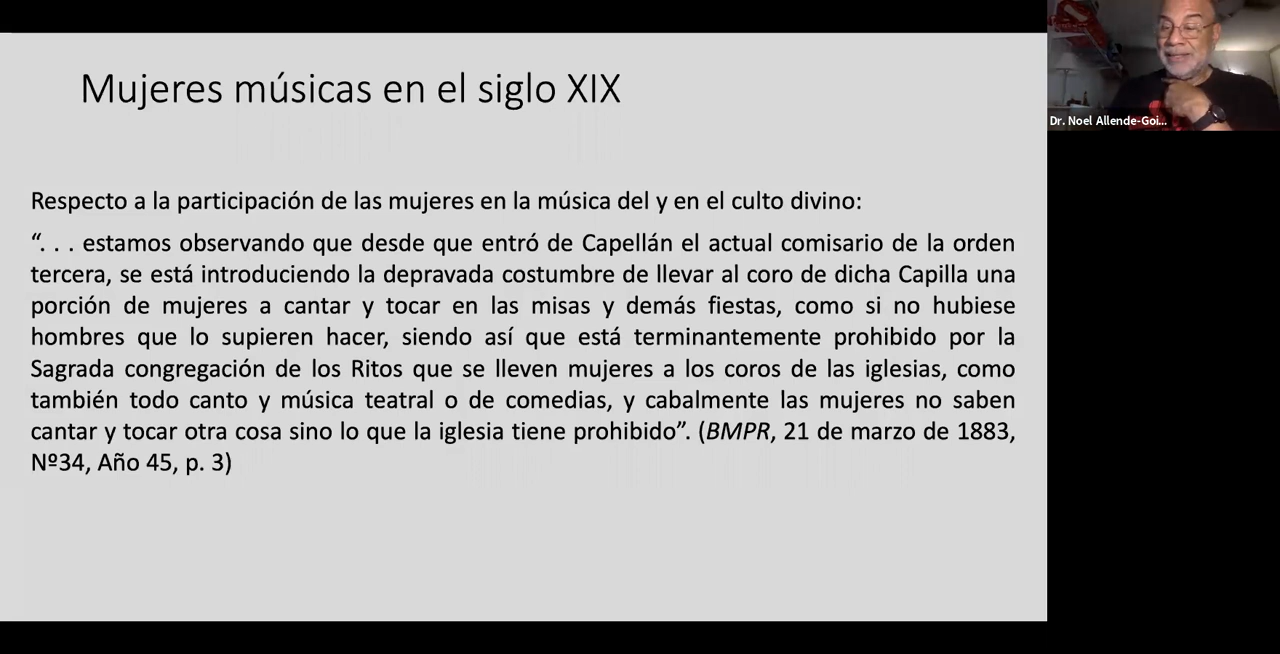 Mujeres músicas en el siglo XIX
Respecto a la participación de las mujeres en la música del y en el culto divino:
“. . . estamos observando que desde que entró de Capellán el actual comisario de la orden
tercera, se está introduciendo la depravada costumbre de llevar al coro de dicha Capilla una
porción de mujeres a cantar y tocar en las misas y demás fiestas, como si no hubiese
hombres que lo supieren hacer, siendo así que está terminantemente prohibido por la
Sagrada congregación de los Ritos que se lleven mujeres a los coros de las iglesias, como
también todo canto y música teatral o de comedias, y cabalmente las mujeres no saben
cantar y tocar otra cosa sino lo que la iglesia tiene prohibido”. (BMPR, 21 de marzo de 1883,
Nº34, Año 45, p. 3)
Dr. Noel Allende-Goi...